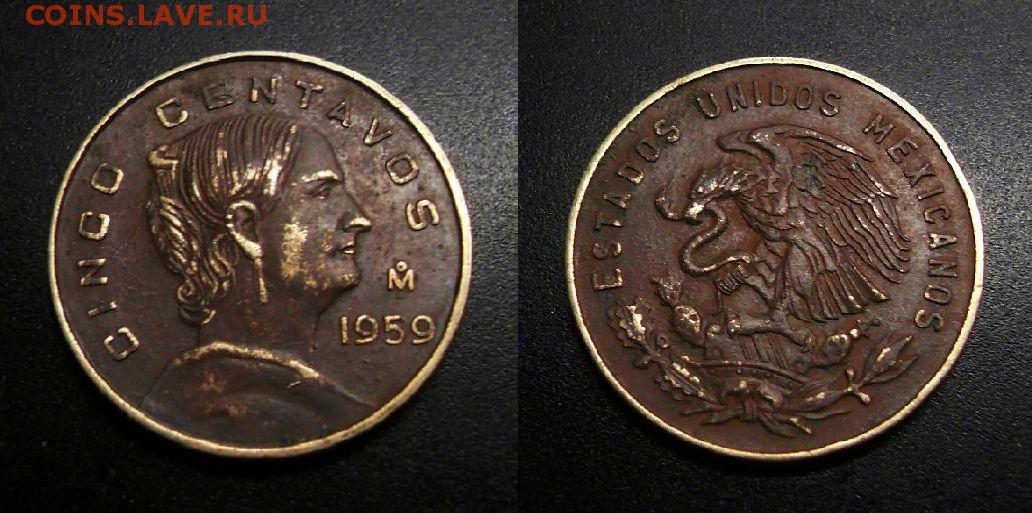 COINS.LAVE.RU
CINCO CENTAVOS
M̊
1959
ESTADOS UNIDOS MEXICANOS